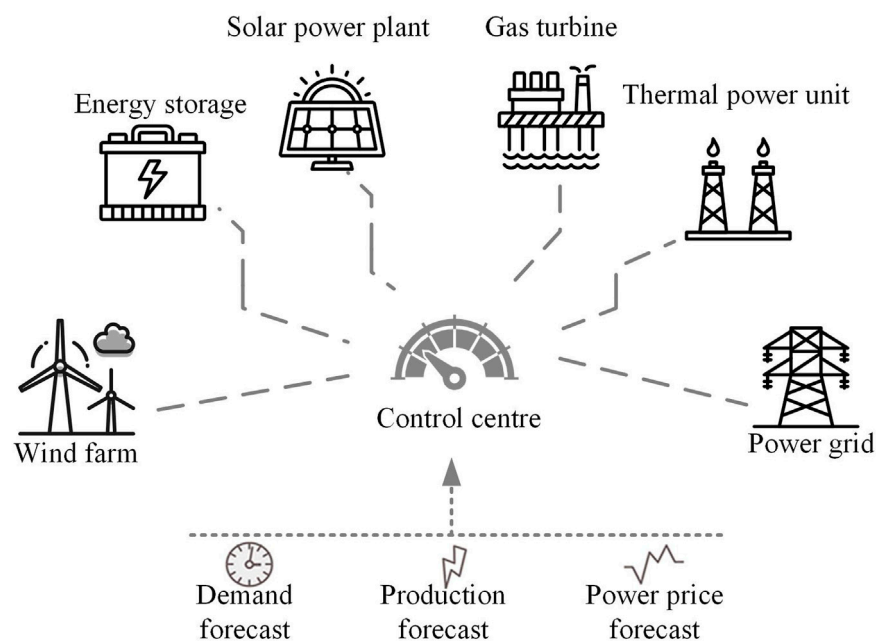 Solar power plant
Gas turbine
Energy storage
Thermal power unit
Control centre
Wind farm
Power grid
Demand
forecast
Production
forecast
Power price
forecast